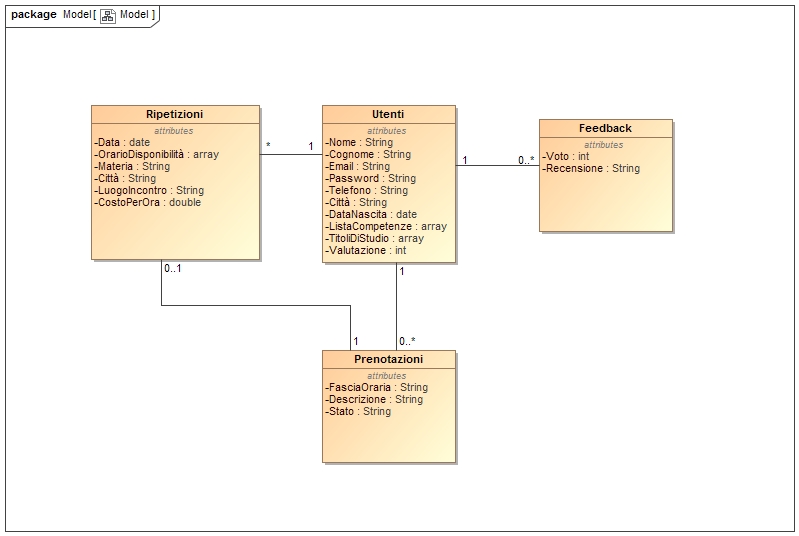 package Model[ Model ]
Ripetizioni
attributes
-Data : date
-OrarioDisponibilità : array
-Materia : String
-Città : String
-LuogoIncontro : String
-CostoPerOra : double
* 1
Utenti
attributes
-Nome : String
-Cognome : String
-Email : String
-Password : String
-Telefono : String
-Città : String
-DataNascita : date
-ListaCompetenze : array
-TitoliDiStudio : array
-Valutazione : int
1 0..*
Feedback
attributes
-Voto : int
-Recensione : String
0..1
1
1
0..*
Prenotazioni
attributes
-FasciaOraria : String
-Descrizione : String
-Stato : String